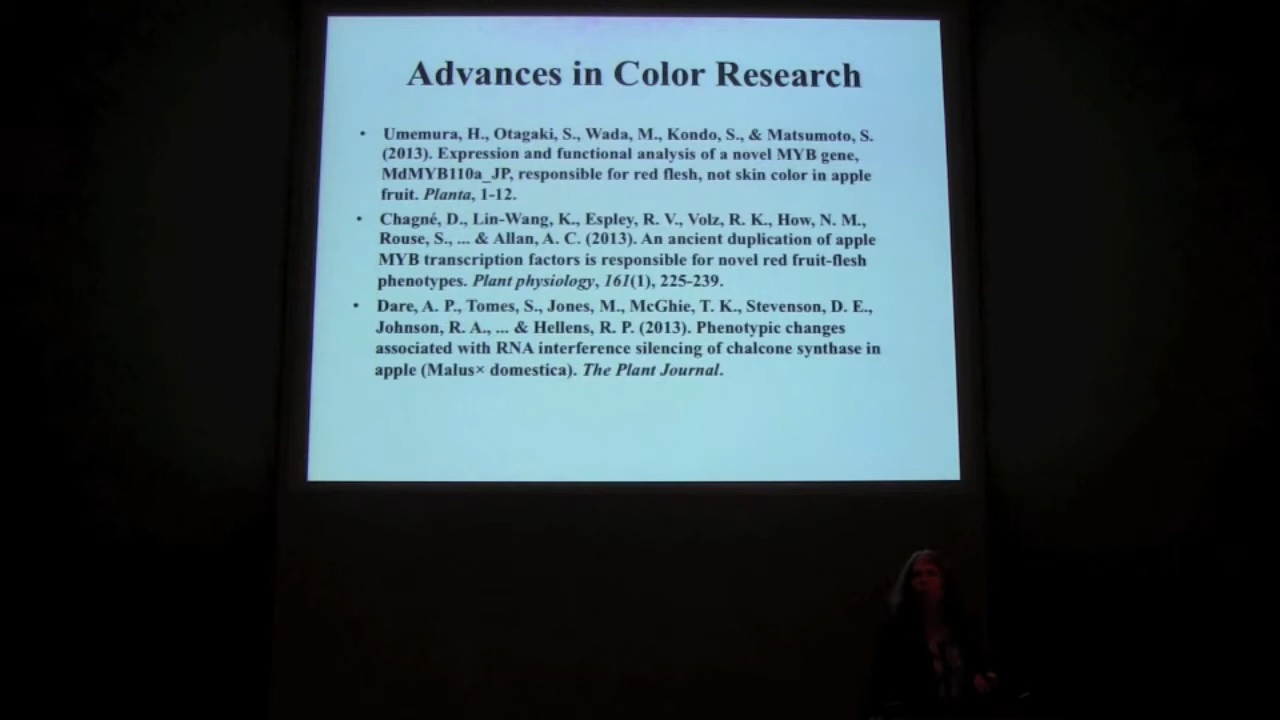 Advances in Color Research
• Umemura, H., Otagaki, S., Wada, M., Kondo, S., & Matsumoto, S.
(2013). Expression and functional analysis of a novel MYB gene,
MdMYB110a_JP, responsible for red flesh, not skin color in apple
fruit. Planta, 1-12.
• Chagné, D., Lin-Wang, K., Espley, R. V., Volz, R. K., How, N. M.,
Rouse, S., ... & Allan, A. C. (2013). An ancient duplication of apple
MYB transcription factors is responsible for novel red fruit-flesh
phenotypes. Plant physiology, 161(1), 225-239.
• Dare, A. P., Tomes, S., Jones, M., McGhie, T. K., Stevenson, D. E.,
Johnson, R. A., ... & Hellens, R. P. (2013). Phenotypic changes
associated with RNA interference silencing of chalcone synthase in
apple (Malus× domestica). The Plant Journal.